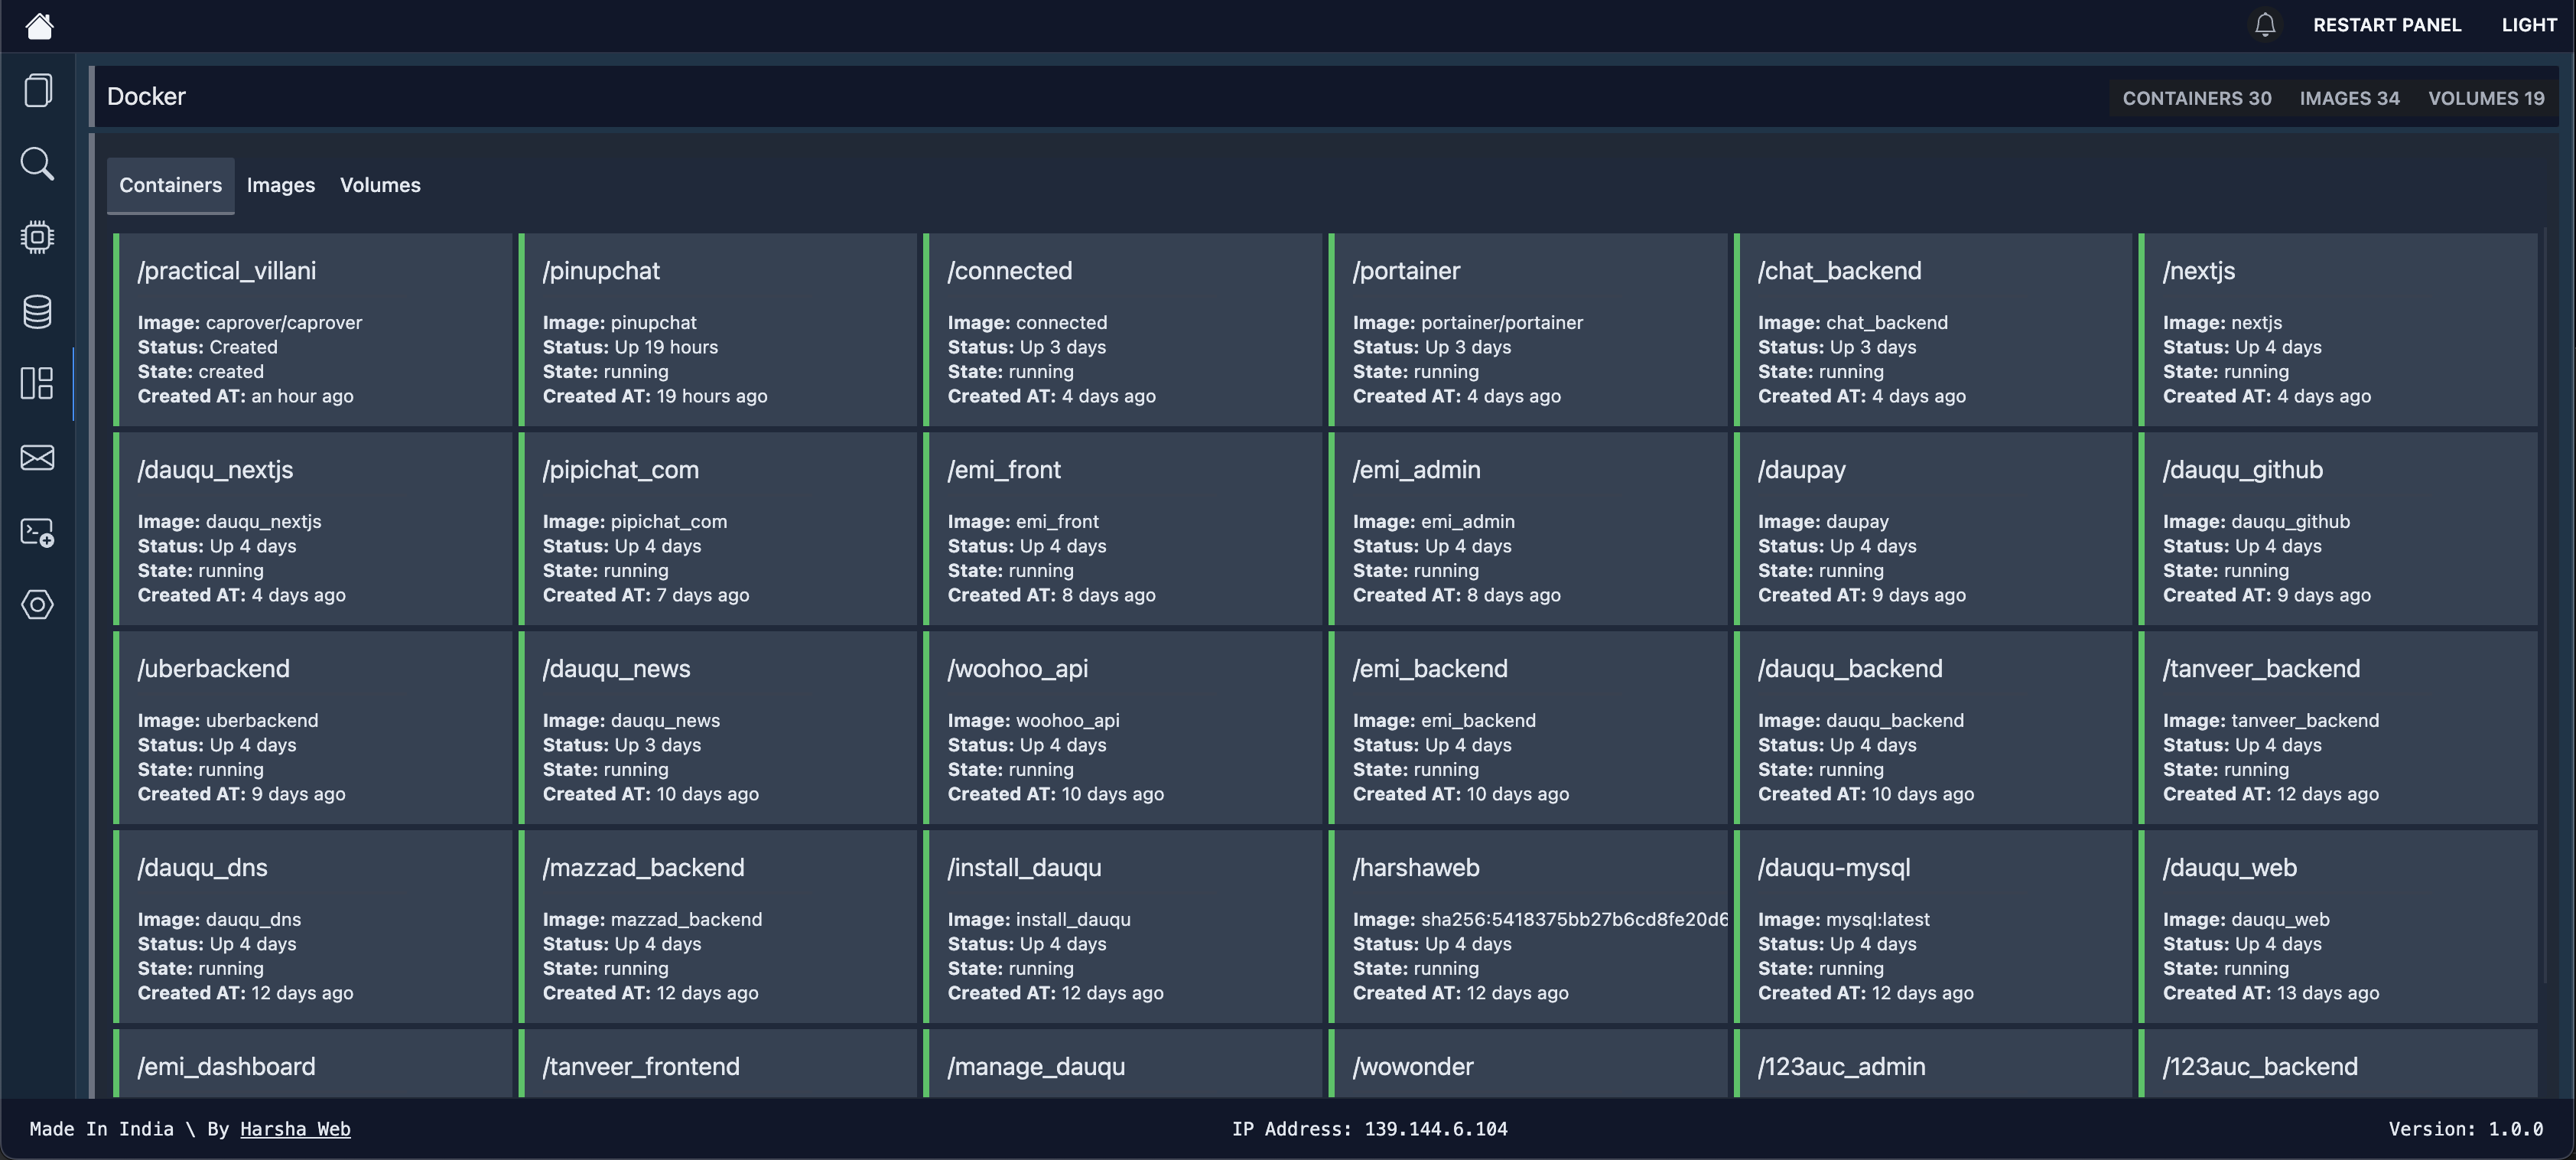 RESTART PANEL LIGHT
Docker
CONTAINERS 30 IMAGES 34 VOLUMES 19
Containers Images Volumes
/practical_villani
Image: caprover/caprover
Status: Created
State: created
Created AT: an hour ago
/pinupchat
Image: pinupchat
Status: Up 19 hours
State: running
Created AT: 19 hours ago
/connected
Image: connected
Status: Up 3 days
State: running
Created AT: 4 days ago
/portainer
Image: portainer/portainer
Status: Up 3 days
State: running
Created AT: 4 days ago
/chat_backend
Image: chat_backend
Status: Up 3 days
State: running
Created AT: 4 days ago
/nextjs
Image: nextjs
Status: Up 4 days
State: running
Created AT: 4 days ago
/dauqu_nextjs
Image: dauqu_nextjs
Status: Up 4 days
State: running
Created AT: 4 days ago
/pipichat_com
Image: pipichat_com
Status: Up 4 days
State: running
Created AT: 7 days ago
/emi_front
Image: emi_front
Status: Up 4 days
State: running
Created AT: 8 days ago
/emi_admin
Image: emi_admin
Status: Up 4 days
State: running
Created AT: 8 days ago
/daupay
Image: daupay
Status: Up 4 days
State: running
Created AT: 9 days ago
/dauqu_github
Image: dauqu_github
Status: Up 4 days
State: running
Created AT: 9 days ago
/uberbackend
Image: uberbackend
Status: Up 4 days
State: running
Created AT: 9 days ago
/dauqu_news
Image: dauqu_news
Status: Up 3 days
State: running
Created AT: 10 days ago
/woohoo_api
Image: woohoo_api
Status: Up 4 days
State: running
Created AT: 10 days ago
/emi_backend
Image: emi_backend
Status: Up 4 days
State: running
Created AT: 10 days ago
/dauqu_backend
Image: dauqu_backend
Status: Up 4 days
State: running
Created AT: 10 days ago
/tanveer_backend
Image: tanveer_backend
Status: Up 4 days
State: running
Created AT: 12 days ago
/dauqu_dns
Image: dauqu_dns
Status: Up 4 days
State: running
Created AT: 12 days ago
/mazzad_backend
Image: mazzad_backend
Status: Up 4 days
State: running
Created AT: 12 days ago
/install_dauqu
Image: install_dauqu
Status: Up 4 days
State: running
Created AT: 12 days ago
/harshaweb
Image: sha256:5418375bb27b6cd8fe20d6
Status: Up 4 days
State: running
Created AT: 12 days ago
/dauqu-mysql
Image: mysql:latest
Status: Up 4 days
State: running
Created AT: 12 days ago
/dauqu_web
Image: dauqu_web
Status: Up 4 days
State: running
Created AT: 13 days ago
/emi_dashboard
/tanveer_frontend
/manage_dauqu
/wowonder
/123auc_admin
/123auc_backend
Made In India \ By Harsha Web
IP Address: 139.144.6.104
Version: 1.0.0